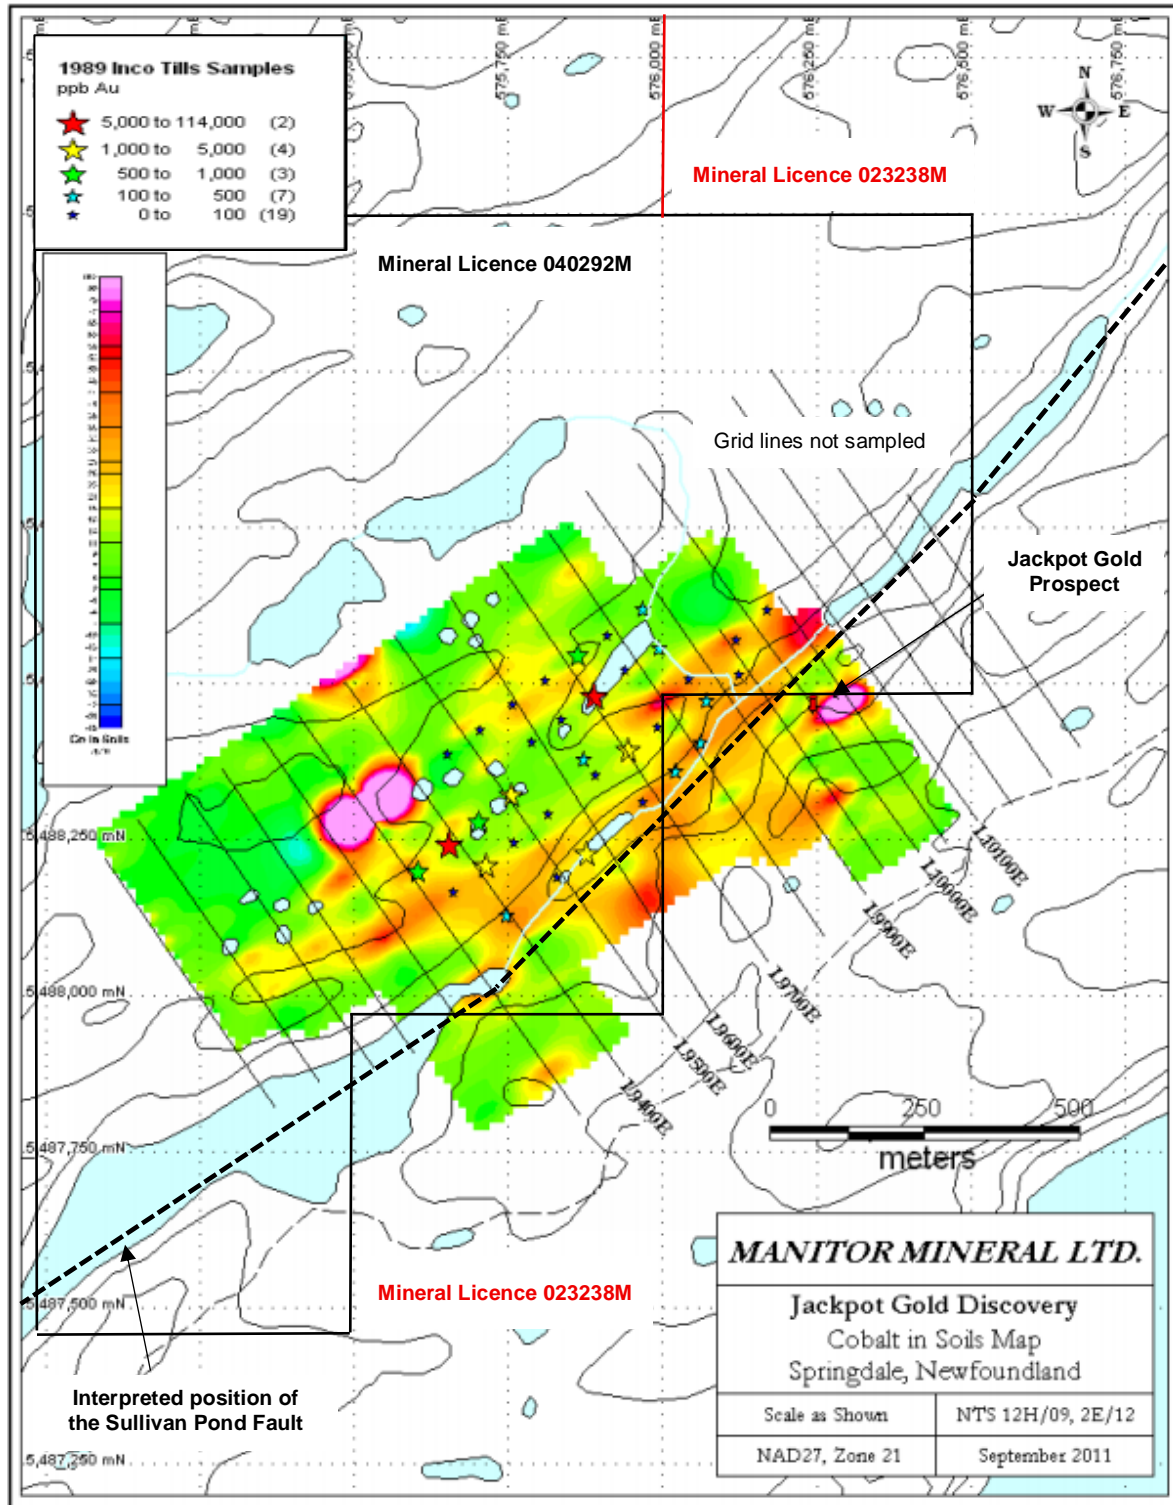 1989 Inco Tills Samples
ppb Au
5,000 to 114,000 (2)
1,000 to 5,000 (4)
500 to 1,000 (3)
100 to 500 (7)
0 to 100 (19)
575,750 mE
576,000 mE
576,250 mE
576,500 mE
576,750 mE
N
W E
S
Mineral Licence 023238M
Mineral Licence 040292M
Grid lines not sampled
Jackpot Gold
Prospect
Co in Soils
5,488,250 mN
5,488,000 mN
5,487,750 mN
5,487,500 mN
5,487,250 mN
L10100E
L10000E
L9900E
L9700E
L9600E
L9500E
L9400E
0 250 500
meters
Mineral Licence 023238M
Interpreted position of
the Sullivan Pond Fault
MANITOR MINERAL LTD.
Jackpot Gold Discovery
Cobalt in Soils Map
Springdale, Newfoundland
Scale as Shown
NTS 12H/09, 2E/12
NAD27, Zone 21
September 2011